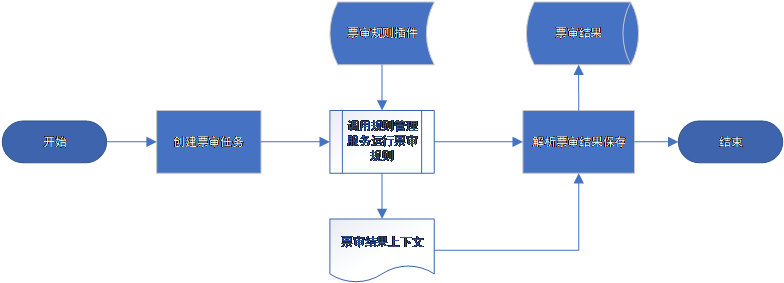 票审规则插件
票审结果
开始
创建票审任务
调用规则管理
服务运行票审
规则
解析票审结果保存
结束
票审结果上下文